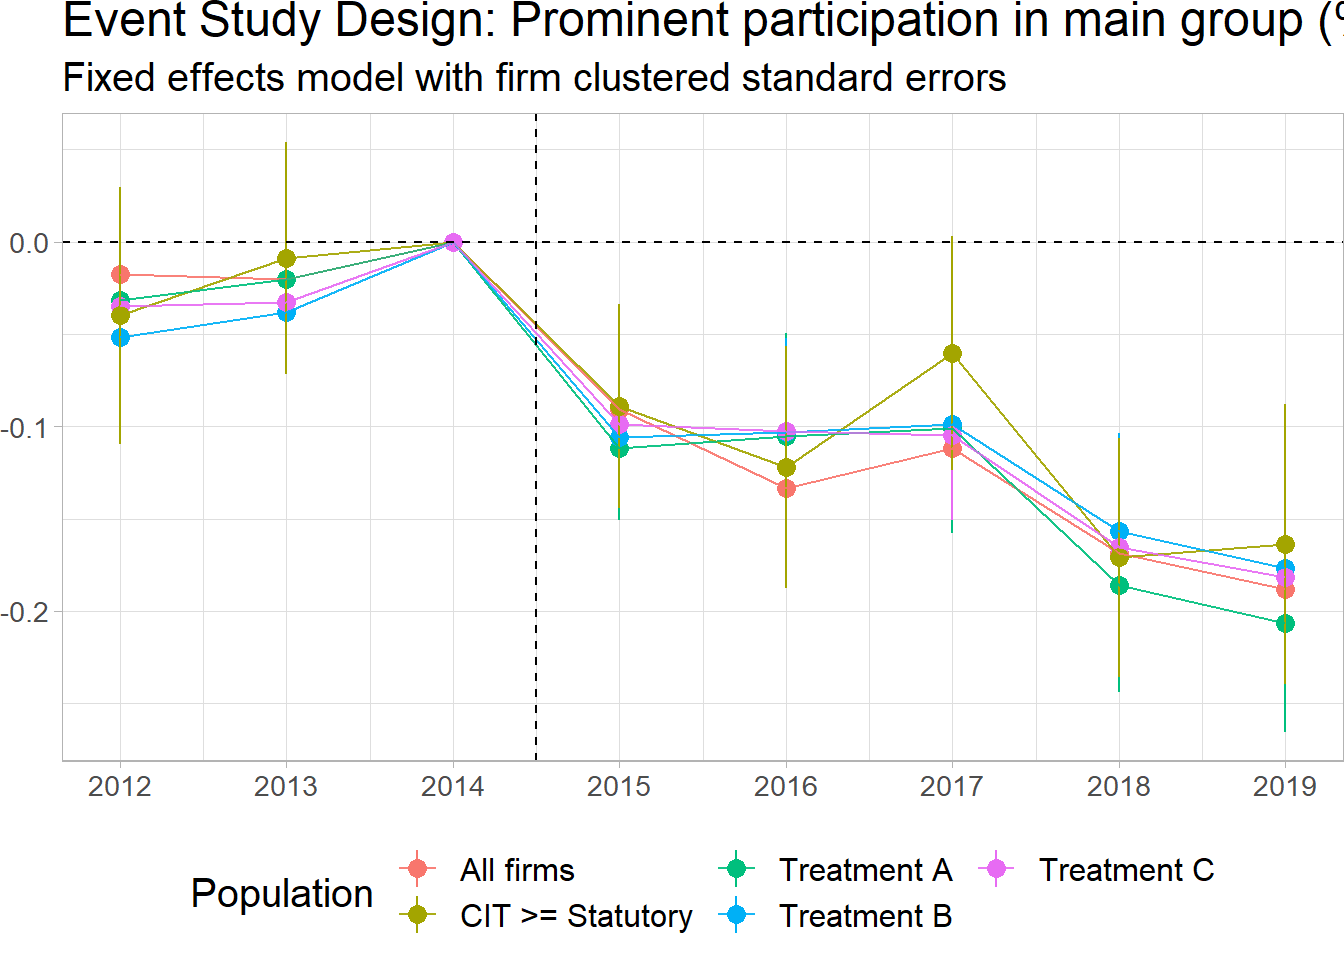 Event Study Design: Prominent participation in main group (
Fixed effects model with firm clustered standard errors
0.0
-0.1
-0.2
2012 2013 2014 2015 2016 2017 2018 2019
Population
All firms Treatment A Treatment C
CIT >= Statutory Treatment B